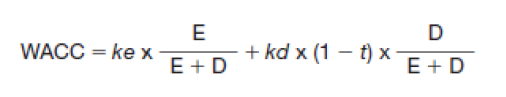 WACC = ke x E / E + D + kd x (1 – t) x D / E + D